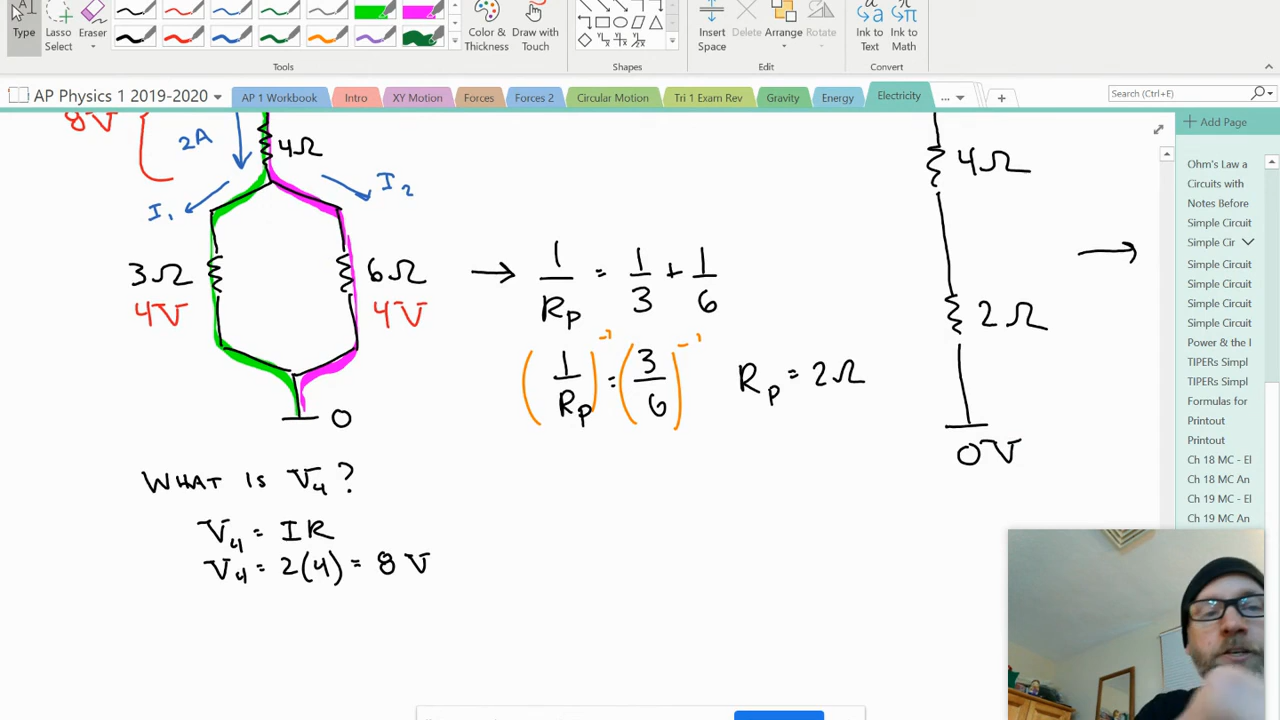 Type
Lasso Select
Eraser
Color & Thickness
Draw with Touch
Insert Space
Delete
Arrange
Rotate
Ink to Text
Ink to Math
Tools
Shapes
Edit
Convert
AP Physics 1 2019-2020
AP 1 Workbook
Intro
XY Motion
Forces
Forces 2
Circular Motion
Tri 1 Exam Rev
Gravity
Energy
Electricity
...
+
Search (Ctrl+E)
+ Add Page
Ohm's Law a
Circuits with
Notes Before
Simple Circuit
Simple Cir
Simple Circuit
Simple Circuit
Simple Circuit
Simple Circuit
Power & the I
TIPERs Simpl
TIPERs Simpl
Formulas for
Printout
Printout
Ch 18 MC - El
Ch 18 MC An
Ch 19 MC - El
Ch 19 MC An
8V
2A
4Ω
I₁
I₂
3Ω
4V
6Ω
4V
0
→ 1/Rp = 1/3 + 1/6
(1/Rp)⁻¹ = (3/6)⁻¹ Rp = 2Ω
4Ω
→
2Ω
0V
WHAT IS V₄?
V₄ = IR
V₄ = 2(4) = 8 V